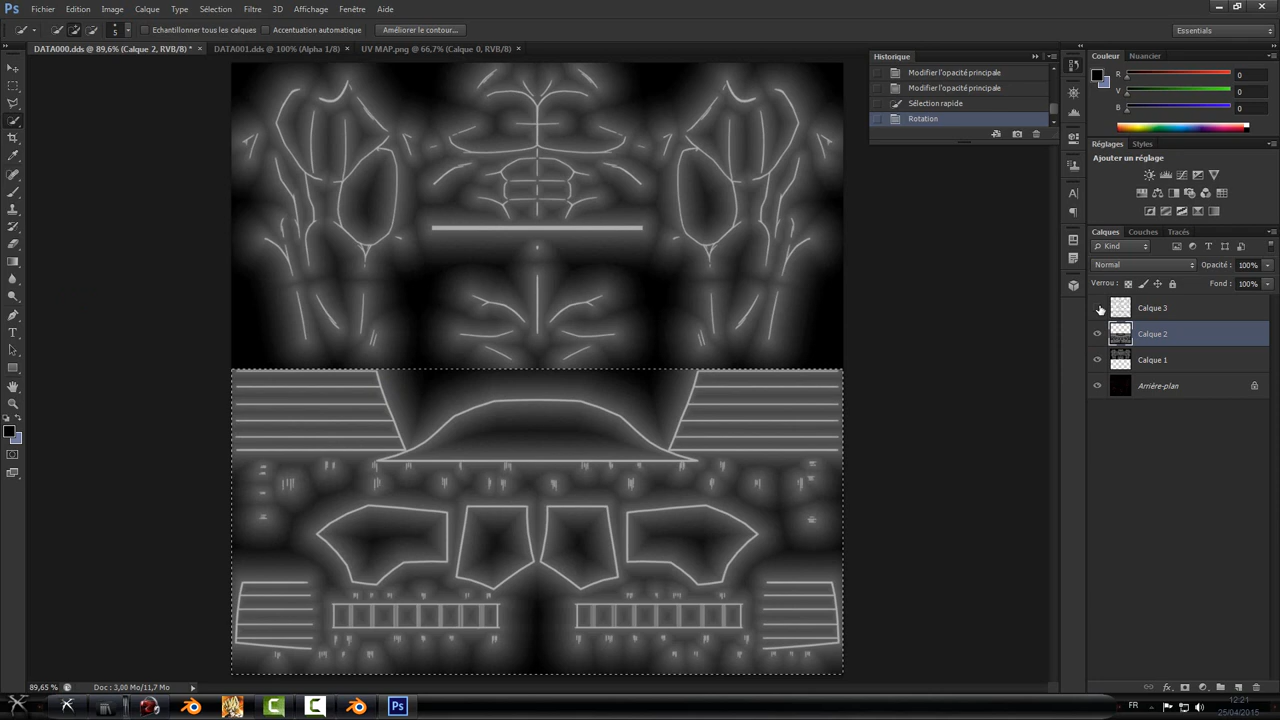 Ps Fichier Edition Image Calque Type Sélection Filtre 3D Affichage Fenêtre Aide
5 Echantillonner tous les calques Accentuation automatique Améliorer le contour... Essentials
DATA000.dds @ 89,6% (Calque 2, RVB/8) * × DATA001.dds @ 100% (Alpha 1/8) × UV MAP.png @ 66,7% (Calque 0, RVB/8) ×
Historique
Modifier l'opacité principale
Modifier l'opacité principale
Sélection rapide
Rotation
Couleur Nuancier
R 0
V 0
B 0
Réglages Styles
Ajouter un réglage
Calques Couches Tracés
Kind
Normal Opacité : 100%
Verrou : Fond : 100%
Calque 3
Calque 2
Calque 1
Arrière-plan
89,65 % Doc : 3,00 Mo/11,7 Mo
FR
12:21
25/04/2015